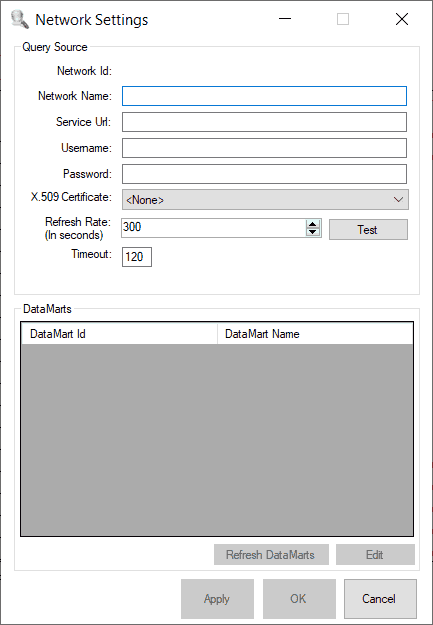 Network Settings
Query Source
Network Id:
Network Name:
Service Url:
Username:
Password:
X.509 Certificate: <None>
Refresh Rate: 300
(In seconds)
Test
Timeout: 120
DataMarts
DataMart Id DataMart Name
Refresh DataMarts Edit
Apply OK Cancel